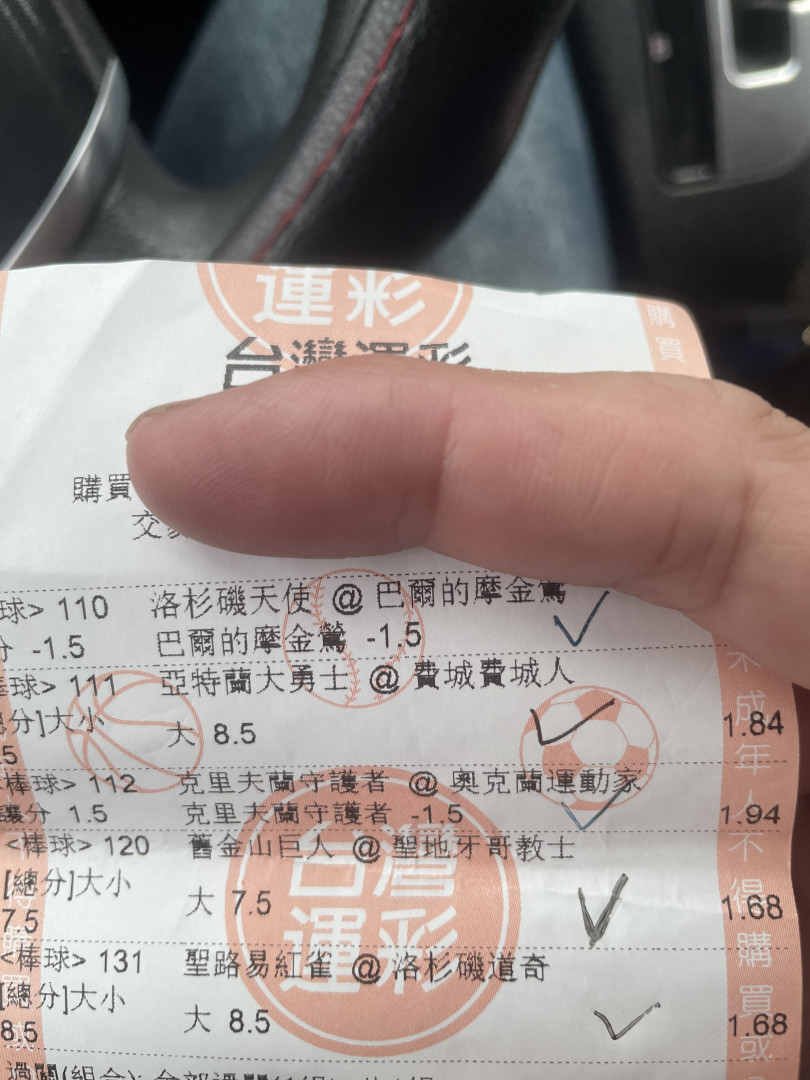 運彩
購買
台灣運彩
購買
交易
球> 110 洛杉磯天使 @ 巴爾的摩金鶯
分 -1.5 巴爾的摩金鶯 -1.5
棒球> 111 亞特蘭大勇士 @ 費城費城人
總分]大小 大 8.5 1.84
.5
<棒球> 112 克里夫蘭守護者 @ 奧克蘭運動家
讓分 1.5 克里夫蘭守護者 -1.5 1.94
<棒球> 120 舊金山巨人 @ 聖地牙哥教士
[總分]大小 大 7.5 1.68
7.5
<棒球> 131 聖路易紅雀 @ 洛杉磯道奇
[總分]大小 大 8.5 1.68
8.5
台灣
運彩
未成年人不得購買或